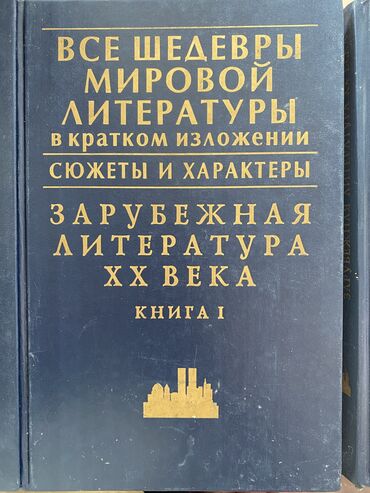 ВСЕ ШЕДЕВРЫ
МИРОВОЙ
ЛИТЕРАТУРЫ
в кратком изложении
СЮЖЕТЫ И ХАРАКТЕРЫ
ЗАРУБЕЖНАЯ
ЛИТЕРАТУРА
XX ВЕКА
КНИГА I